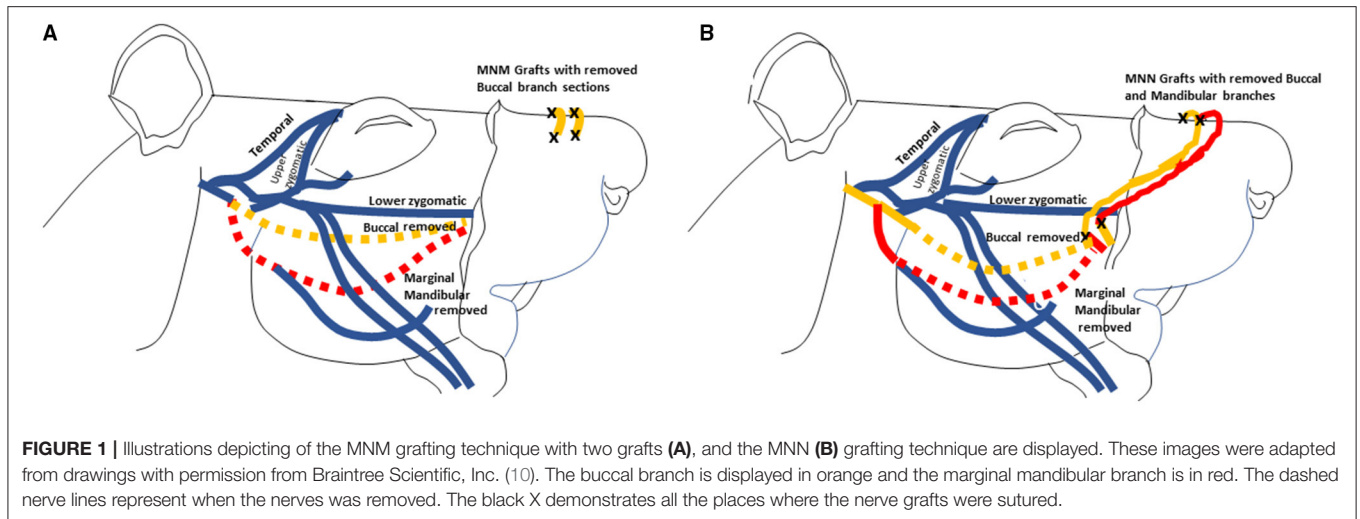 A
MNM Grafts with removed
Buccal branch sections
Temporal
Upper
zygomatic
Lower zygomatic
Buccal removed
Marginal
Mandibular
removed
X X
X X
B
MNN Grafts with removed Buccal
and Mandibular branches
Temporal
Upper
zygomatic
Lower zygomatic
Buccal removed
Marginal
Mandibular
removed
X X
X
X
FIGURE 1 | Illustrations depicting of the MNM grafting technique with two grafts (A), and the MNN (B) grafting technique are displayed. These images were adapted
from drawings with permission from Braintree Scientific, Inc. (10). The buccal branch is displayed in orange and the marginal mandibular branch is in red. The dashed
nerve lines represent when the nerves was removed. The black X demonstrates all the places where the nerve grafts were sutured.